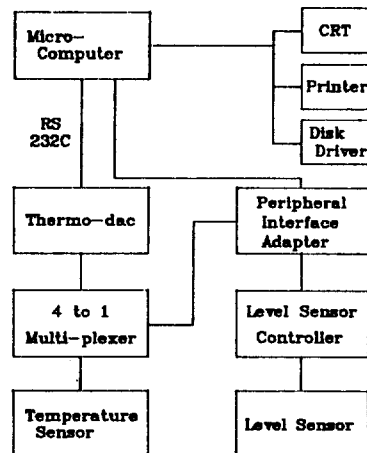 Micro-
Computer
CRT
Printer
Disk
Driver
RS
232C
Thermo-dac
Peripheral
Interface
Adapter
4 to 1
Multi-plexer
Level Sensor
Controller
Temperature
Sensor
Level Sensor